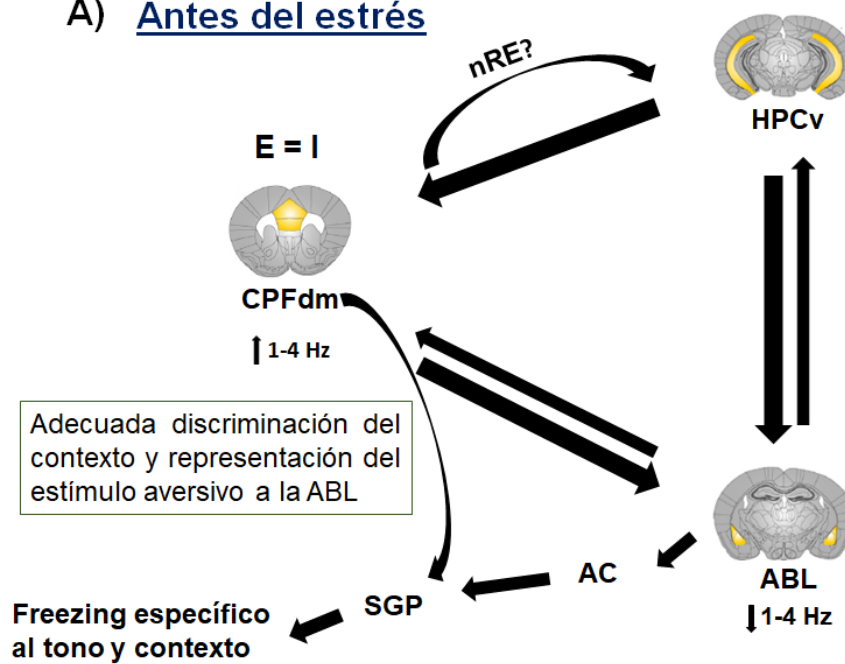 A) Antes del estrés
nRE?
HPCv
E = I
CPFdm
1-4 Hz
Adecuada discriminación del
contexto y representación del
estímulo aversivo a la ABL
ABL
1-4 Hz
AC
SGP
Freezing específico
al tono y contexto